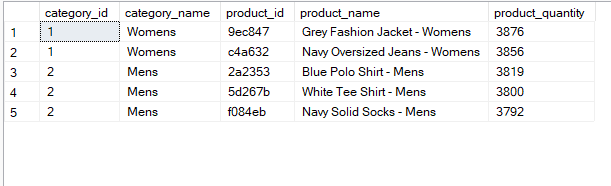 category_id category_name product_id product_name product_quantity
1 1 Womens 9ec847 Grey Fashion Jacket - Womens 3876
2 1 Womens c4a632 Navy Oversized Jeans - Womens 3856
3 2 Mens 2a2353 Blue Polo Shirt - Mens 3819
4 2 Mens 5d267b White Tee Shirt - Mens 3800
5 2 Mens f084eb Navy Solid Socks - Mens 3792